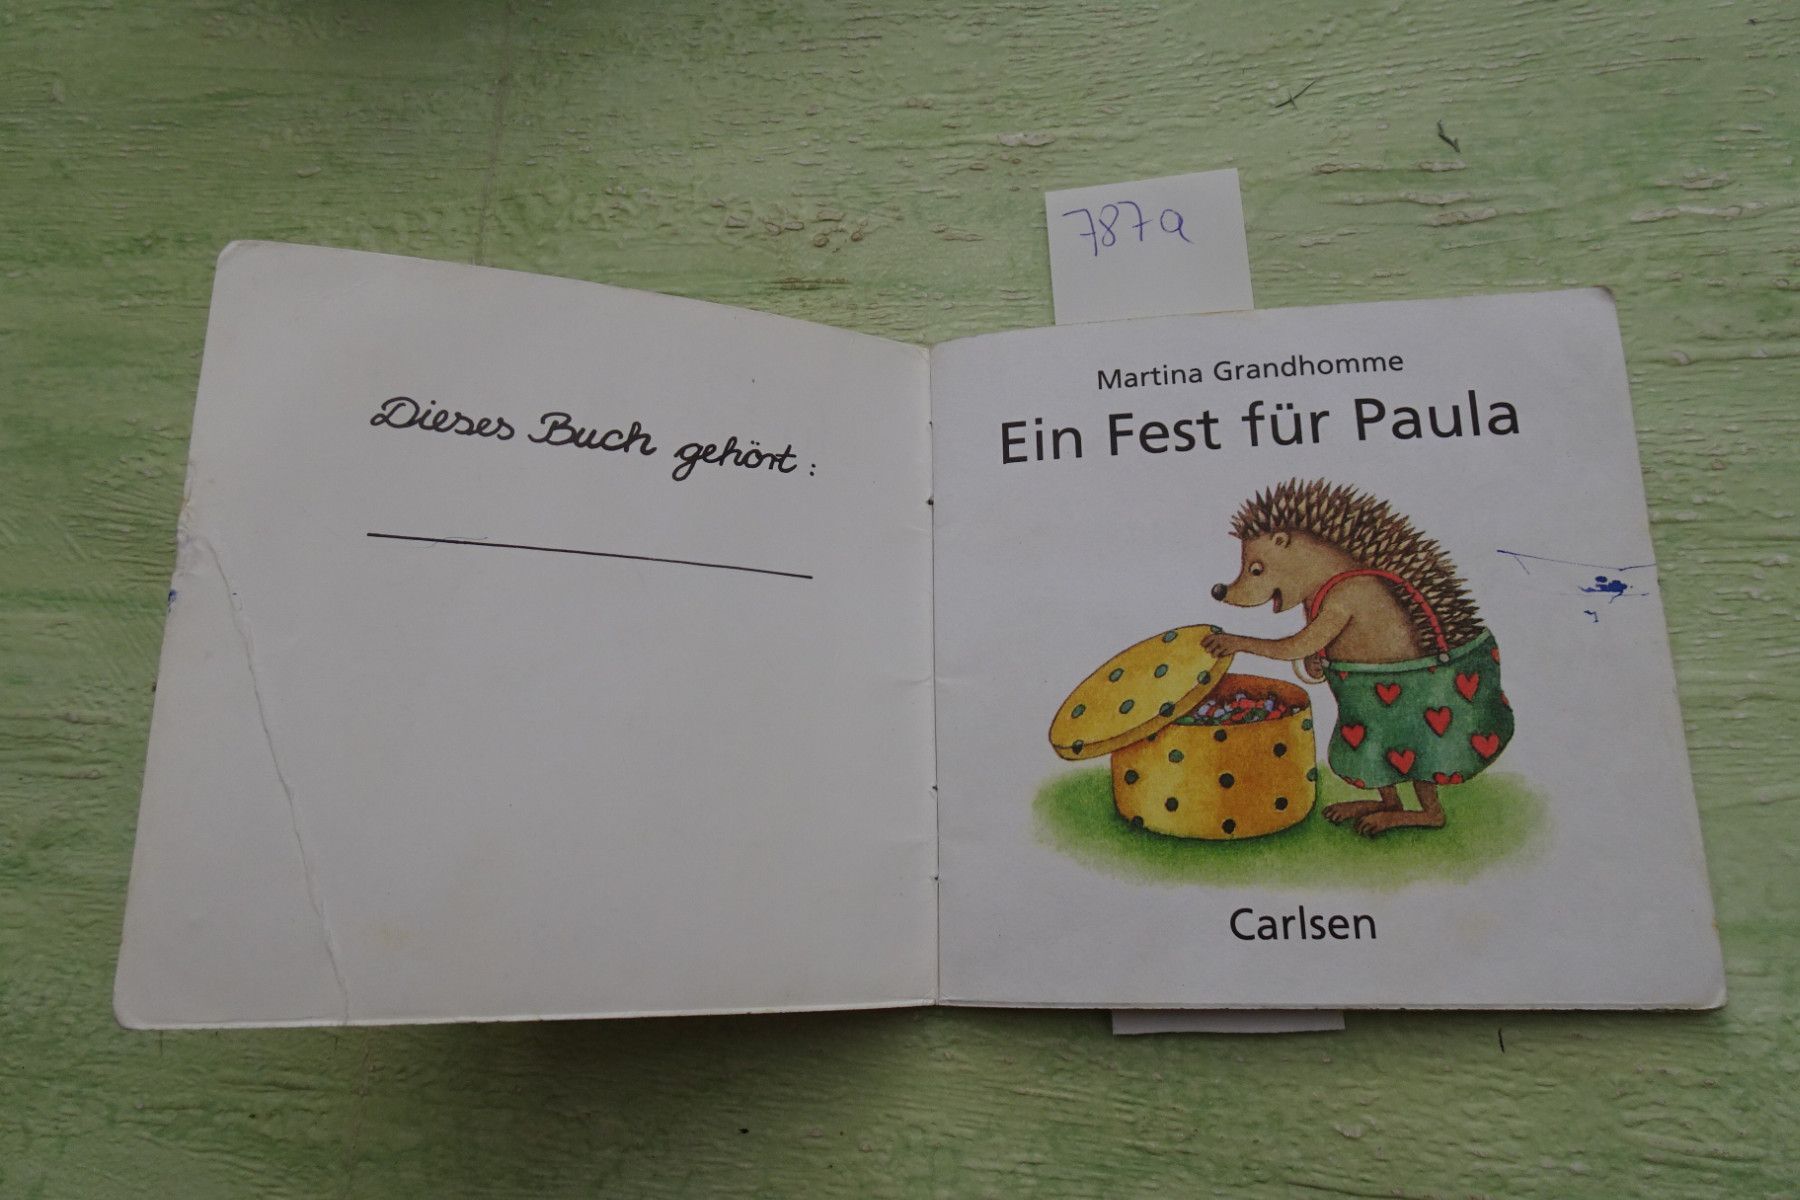 787a
Dieses Buch gehört:
Martina Grandhomme
Ein Fest für Paula
Carlsen